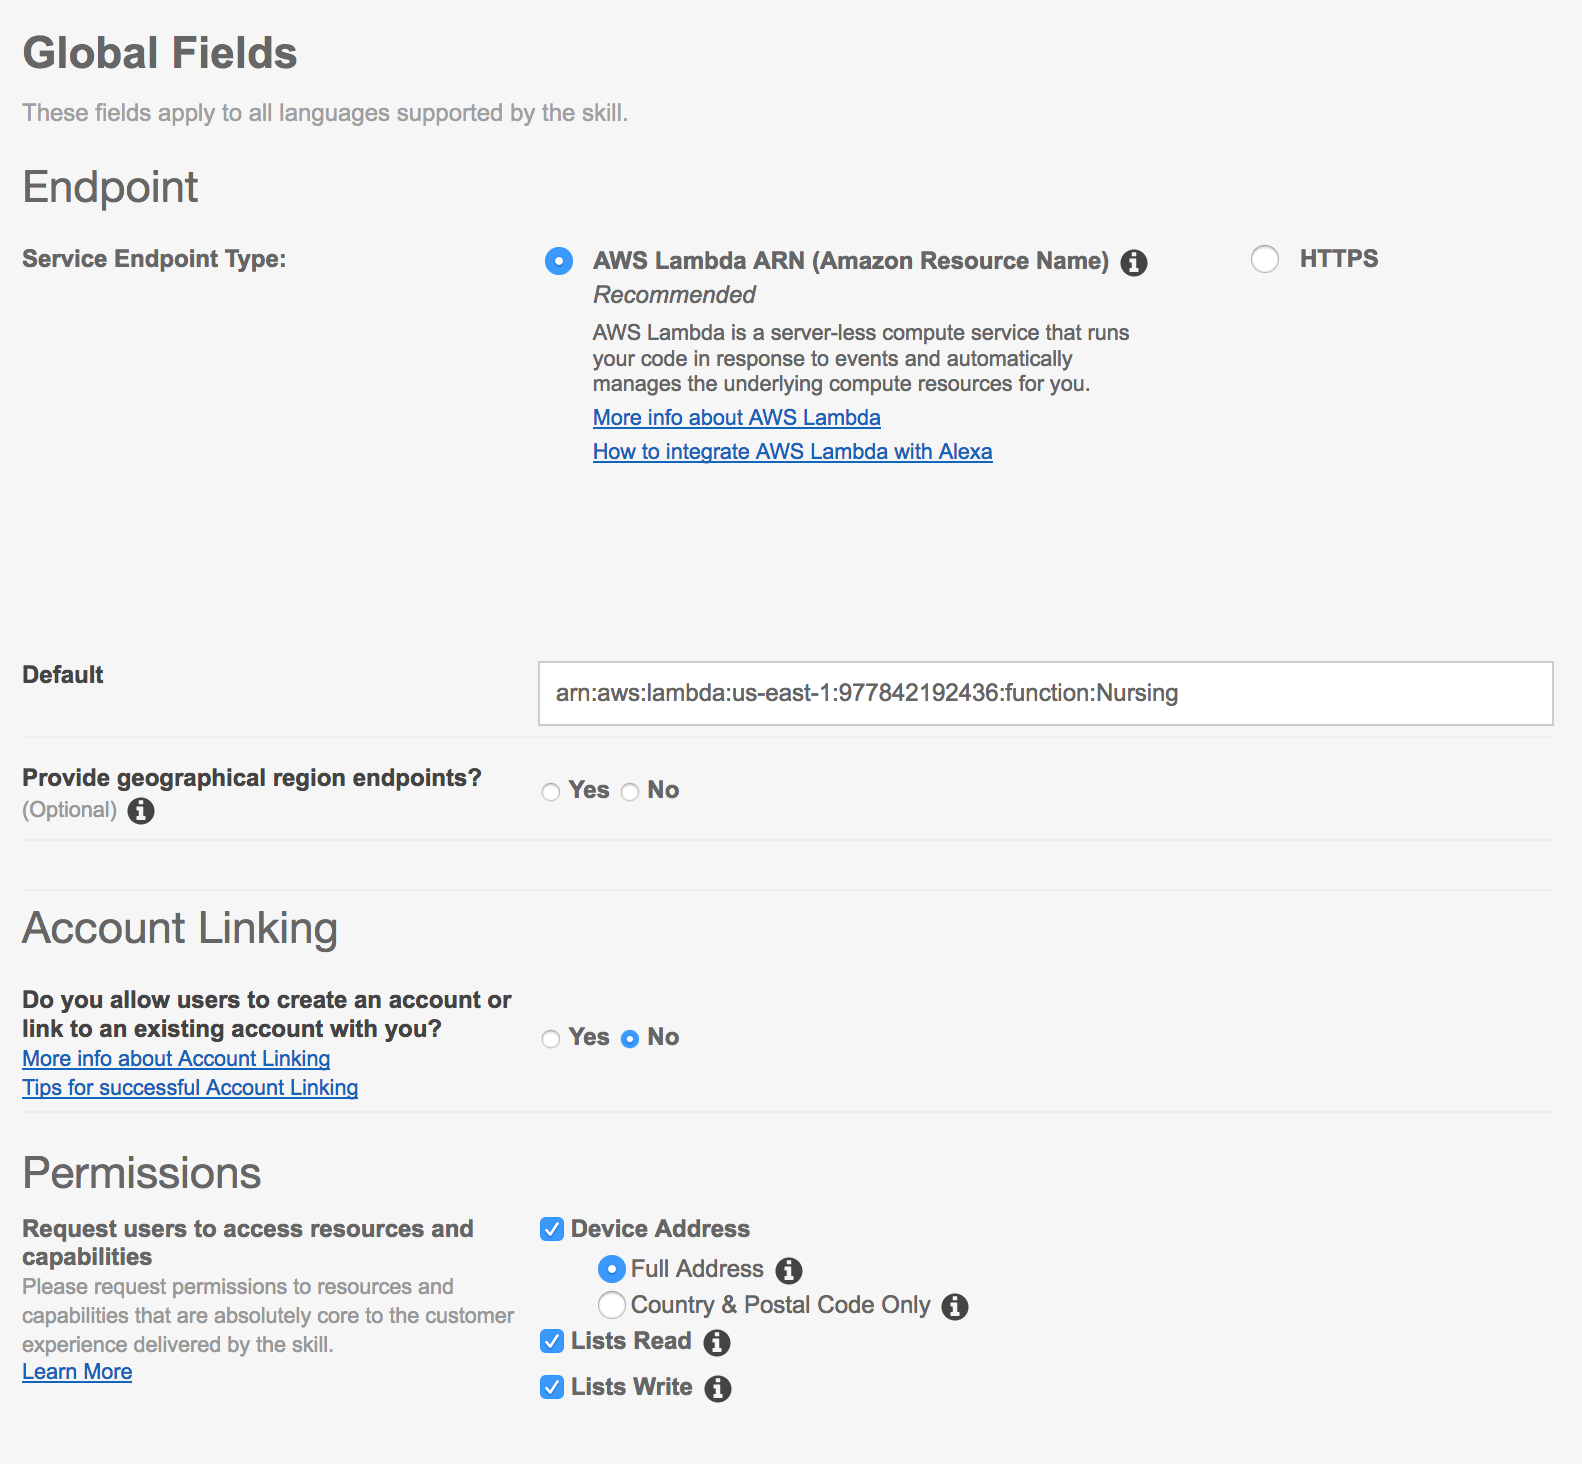 Global Fields
These fields apply to all languages supported by the skill.
Endpoint
Service Endpoint Type:
AWS Lambda ARN (Amazon Resource Name)
HTTPS
Recommended
AWS Lambda is a server-less compute service that runs
your code in response to events and automatically
manages the underlying compute resources for you.
More info about AWS Lambda
How to integrate AWS Lambda with Alexa
Default
arn:aws:lambda:us-east-1:977842192436:function:Nursing
Provide geographical region endpoints?
(Optional)
Yes No
Account Linking
Do you allow users to create an account or
link to an existing account with you?
Yes No
More info about Account Linking
Tips for successful Account Linking
Permissions
Request users to access resources and
capabilities
Please request permissions to resources and
capabilities that are absolutely core to the customer
experience delivered by the skill.
Learn More
Device Address
Full Address
Country & Postal Code Only
Lists Read
Lists Write